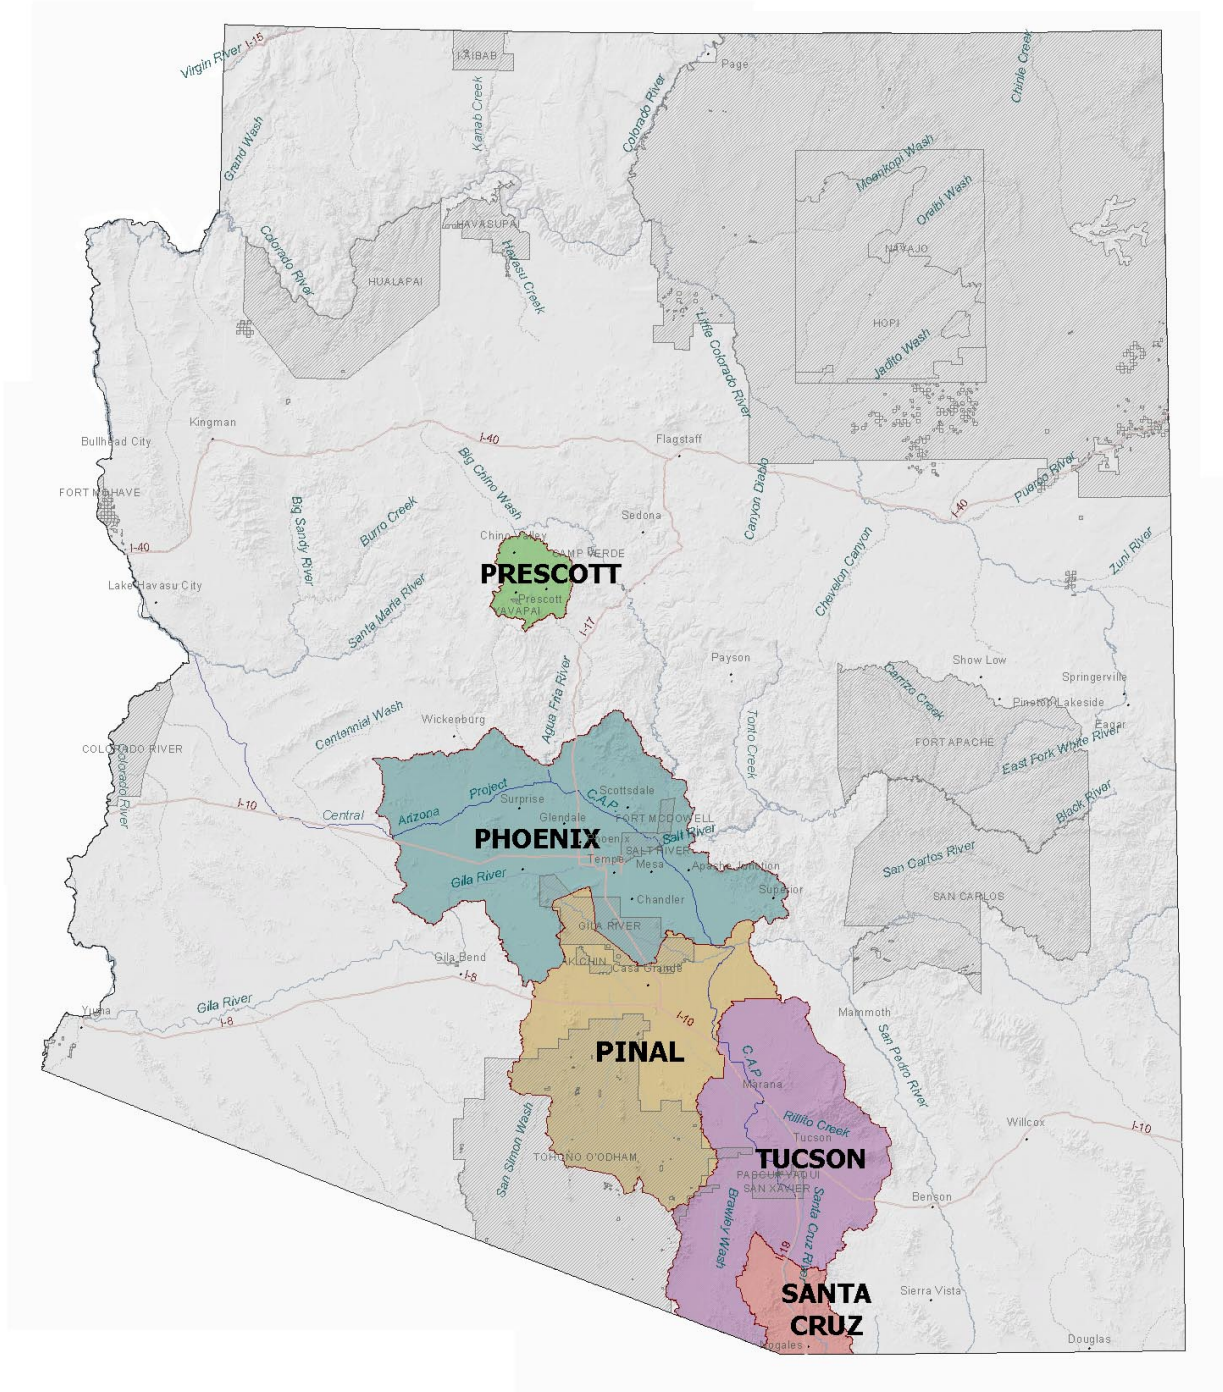 Virgin River
I-15
KAIBAB
Page
Chinle Creek
Grand Wash
Kanab Creek
Colorado River
Moenkopi Wash
Oraibi Wash
HAVASUPAI
Colorado River
HUALAPAI
Havasu Creek
NAVAJO
HOPI
Little Colorado River
Jadito Wash
Kingman
Bullhead City
I-40
Flagstaff
Big Chino Wash
Canyon Diablo
Puerco River
FORT MOHAVE
I-40
Big Sandy River
Burro Creek
Sedona
Chino Valley
CAMP VERDE
I-40
Chevelon Canyon
Zuni River
PRESCOTT
Lake Havasu City
Prescott
YAVAPAI
Santa Maria River
I-17
Payson
Show Low
Springerville
Carrizo Creek
Pinetop Lakeside
Eagar
Agua Fria River
Centennial Wash
Wickenburg
Tonto Creek
FORT APACHE
East Fork White River
COLORADO RIVER
Colorado River
Black River
I-10
Central
Arizona
Project
Surprise
C.A.P.
Scottsdale
Glendale
FORT MCDOWELL
PHOENIX
Phoenix
Salt River
SALT RIVER
Tempe
Mesa
Apache Junction
San Carlos River
Gila River
Superior
Chandler
SAN CARLOS
GILA RIVER
Gila Bend
AK CHIN
Casa Grande
I-8
Yuma
Gila River
I-8
I-10
Mammoth
San Pedro River
PINAL
C.A.P.
Marana
San Simon Wash
Rillito Creek
Tucson
Willcox
I-10
TOHONO O'ODHAM
TUCSON
PASCUA YAQUI
SAN XAVIER
Brawley Wash
Santa Cruz River
Benson
I-19
SANTA
CRUZ
Sierra Vista
Nogales
Douglas